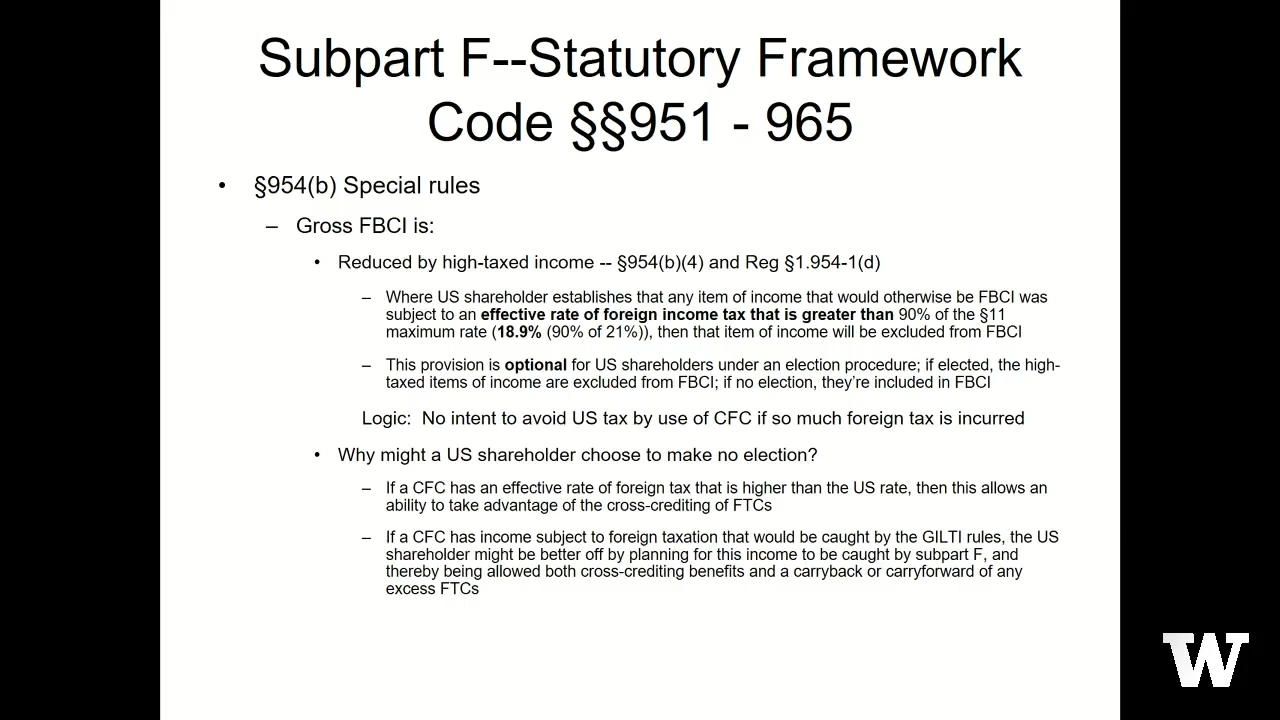 Subpart F--Statutory Framework
Code §§951 - 965
• §954(b) Special rules
– Gross FBCI is:
• Reduced by high-taxed income -- §954(b)(4) and Reg §1.954-1(d)
– Where US shareholder establishes that any item of income that would otherwise be FBCI was
subject to an effective rate of foreign income tax that is greater than 90% of the §11
maximum rate (18.9% (90% of 21%)), then that item of income will be excluded from FBCI
– This provision is optional for US shareholders under an election procedure; if elected, the high-
taxed items of income are excluded from FBCI; if no election, they're included in FBCI
Logic: No intent to avoid US tax by use of CFC if so much foreign tax is incurred
• Why might a US shareholder choose to make no election?
– If a CFC has an effective rate of foreign tax that is higher than the US rate, then this allows an
ability to take advantage of the cross-crediting of FTCs
– If a CFC has income subject to foreign taxation that would be caught by the GILTI rules, the US
shareholder might be better off by planning for this income to be caught by subpart F, and
thereby being allowed both cross-crediting benefits and a carryback or carryforward of any
excess FTCs
W